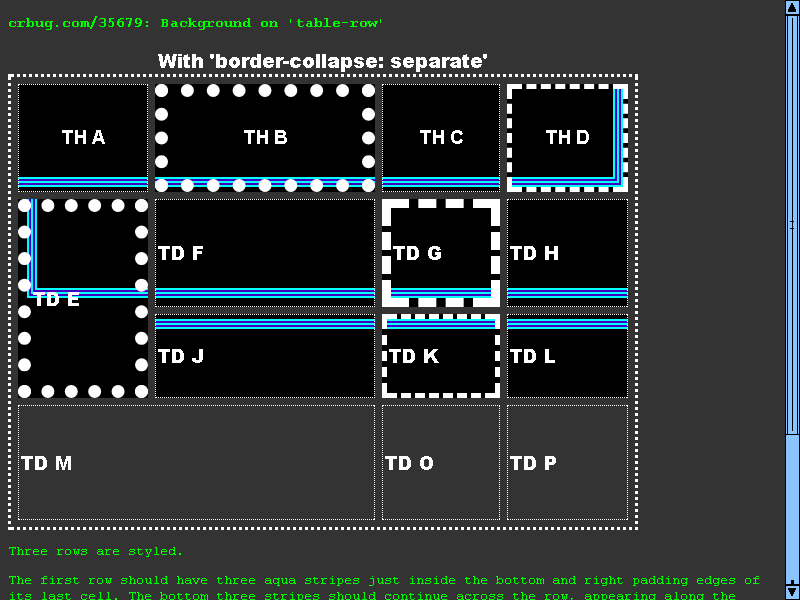 crbug.com/35679: Background on 'table-row'
With 'border-collapse: separate'
TH A
TH B
TH C
TH D
TD E
TD F
TD G
TD H
TD J
TD K
TD L
TD M
TD O
TD P
Three rows are styled.
The first row should have three aqua stripes just inside the bottom and right padding edges of
its last cell. The bottom three stripes should continue across the row, appearing along the